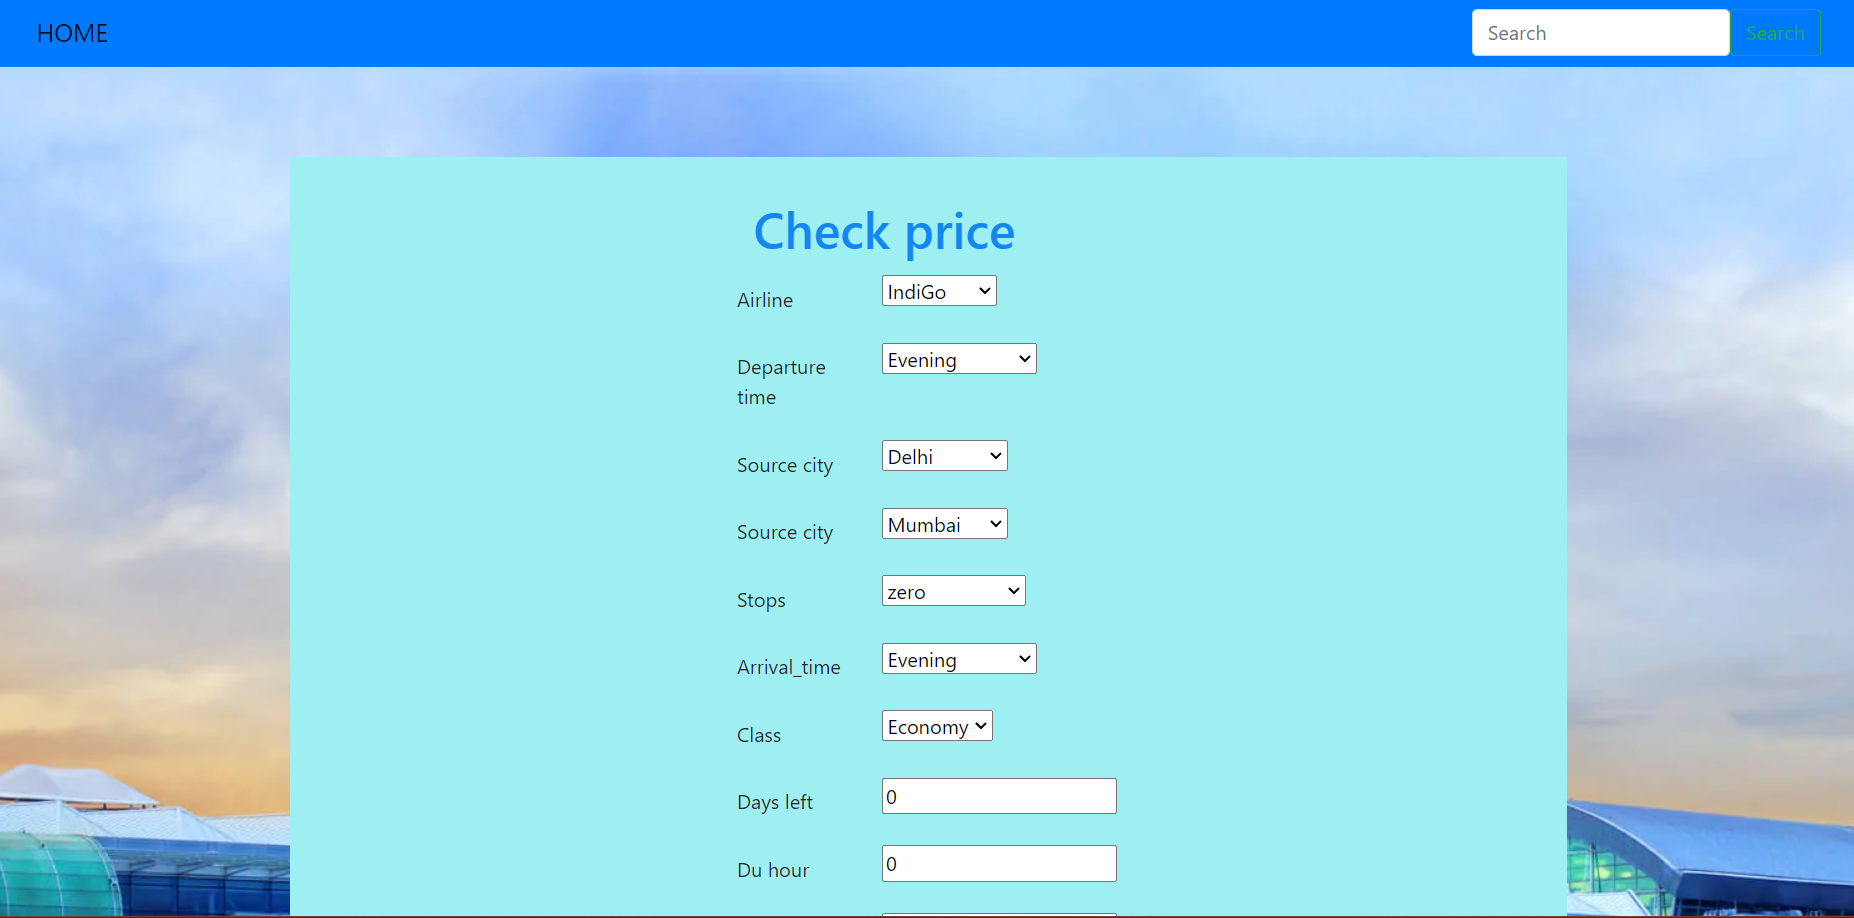 HOME
Search Search
Check price
Airline IndiGo
Departure time Evening
Source city Delhi
Source city Mumbai
Stops zero
Arrival_time Evening
Class Economy
Days left 0
Du hour 0